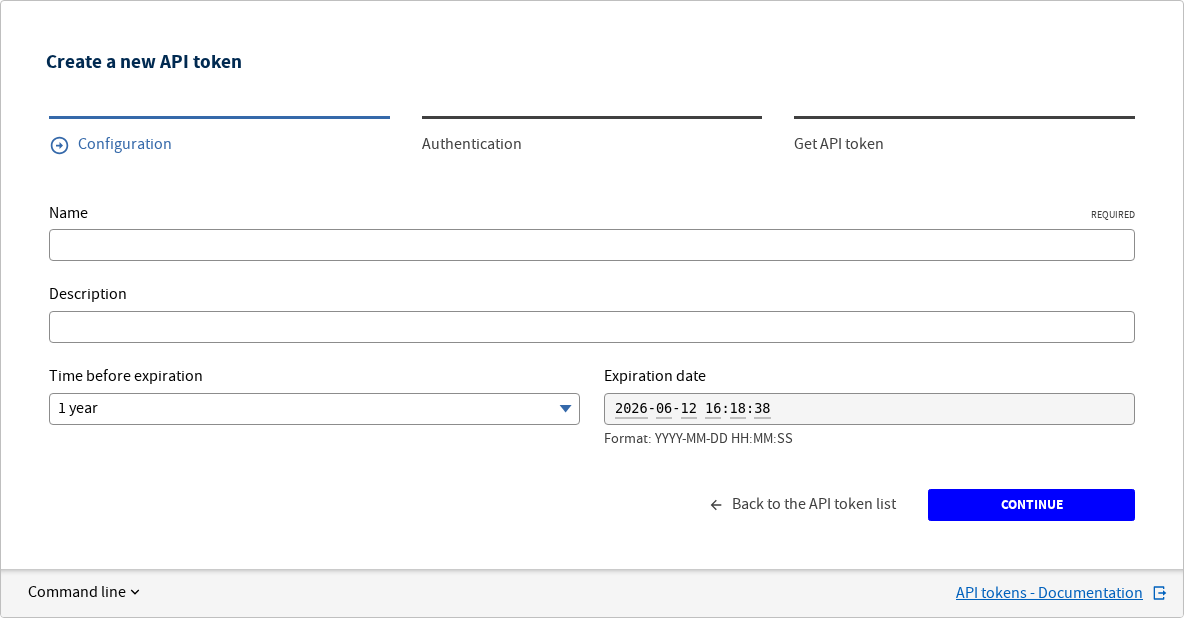 Create a new API token
Configuration
Authentication
Get API token
Name
REQUIRED
Description
Time before expiration
Expiration date
1 year
2026-06-12 16:18:38
Format: YYYY-MM-DD HH:MM:SS
Back to the API token list
CONTINUE
Command line
API tokens - Documentation